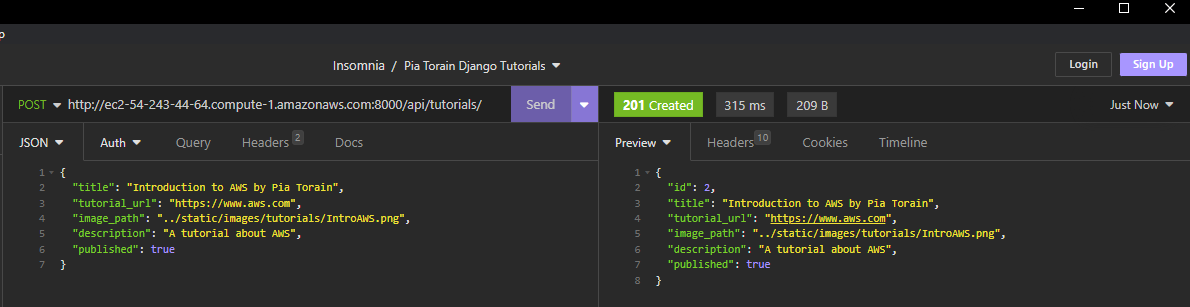 p
Insomnia / Pia Torain Django Tutorials
Login
Sign Up
POST http://ec2-54-243-44-64.compute-1.amazonaws.com:8000/api/tutorials/
Send
201 Created
315 ms
209 B
Just Now
JSON
Auth
Query
Headers 2
Docs
Preview
Headers 10
Cookies
Timeline
1 {
2 "title": "Introduction to AWS by Pia Torain",
3 "tutorial_url": "https://www.aws.com",
4 "image_path": "../static/images/tutorials/IntroAWS.png",
5 "description": "A tutorial about AWS",
6 "published": true
7 }
1 {
2 "id": 2,
3 "title": "Introduction to AWS by Pia Torain",
4 "tutorial_url": "https://www.aws.com",
5 "image_path": "../static/images/tutorials/IntroAWS.png",
6 "description": "A tutorial about AWS",
7 "published": true
8 }